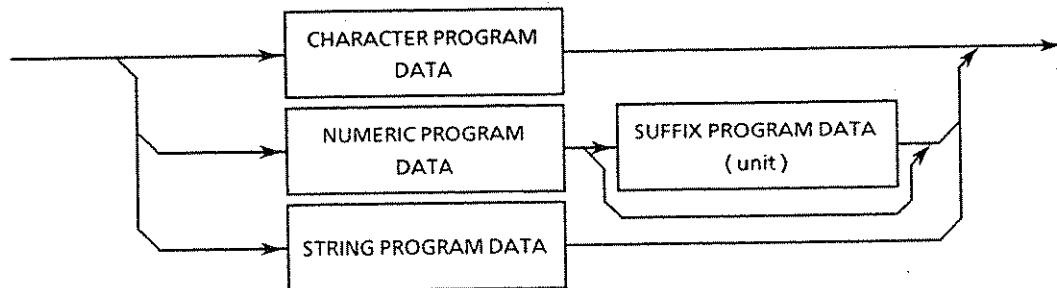 CHARACTER PROGRAM
DATA
NUMERIC PROGRAM
DATA
SUFFIX PROGRAM DATA
( unit )
STRING PROGRAM DATA